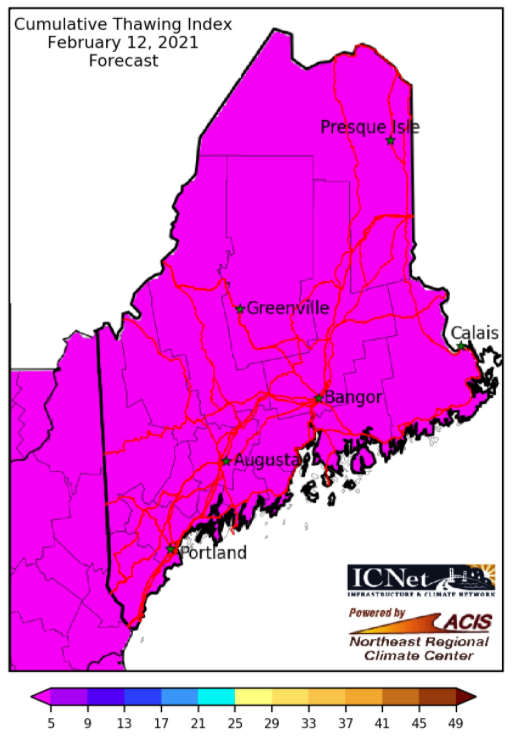 Cumulative Thawing Index
February 12, 2021
Forecast
Presque Isle
Greenville
Calais
Bangor
Augusta
Portland
ICNet
INFRASTRUCTURE & CLIMATE NETWORK
Powered by
ACIS
Northeast Regional
Climate Center
5 9 13 17 21 25 29 33 37 41 45 49